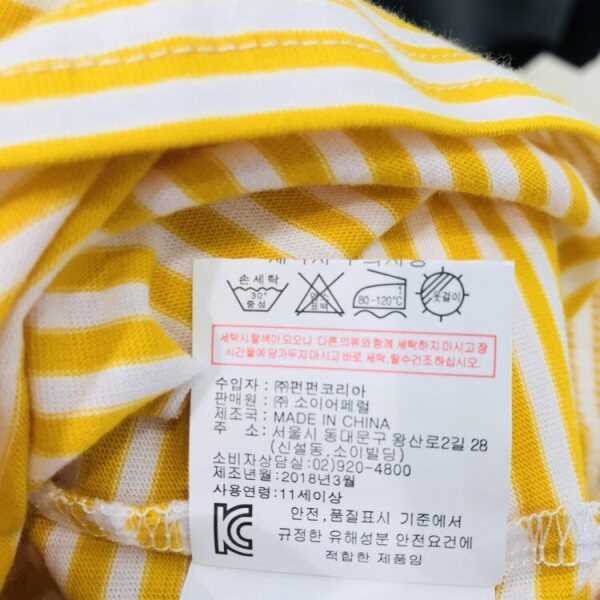 손세탁
30°
중성
염소
표백
80-120℃
옷걸이
세탁시 탈색이 되오니 다른 의류와 함께 세탁하지 마시고 장
시간 물에 담가두지 마시고 바로 세탁, 탈수건조하십시오.
수입자 : ㈜펀펀코리아
판매원 : ㈜ 소이어페럴
제조국 : MADE IN CHINA
주 소 : 서울시 동대문구 왕산로2길 28
(신설동,소이빌딩)
소비자상담실:02)920-4800
제조년월:2018년3월
사용연령:11세이상
안전,품질표시 기준에서
규정한 유해성분 안전요건에
적합한 제품임